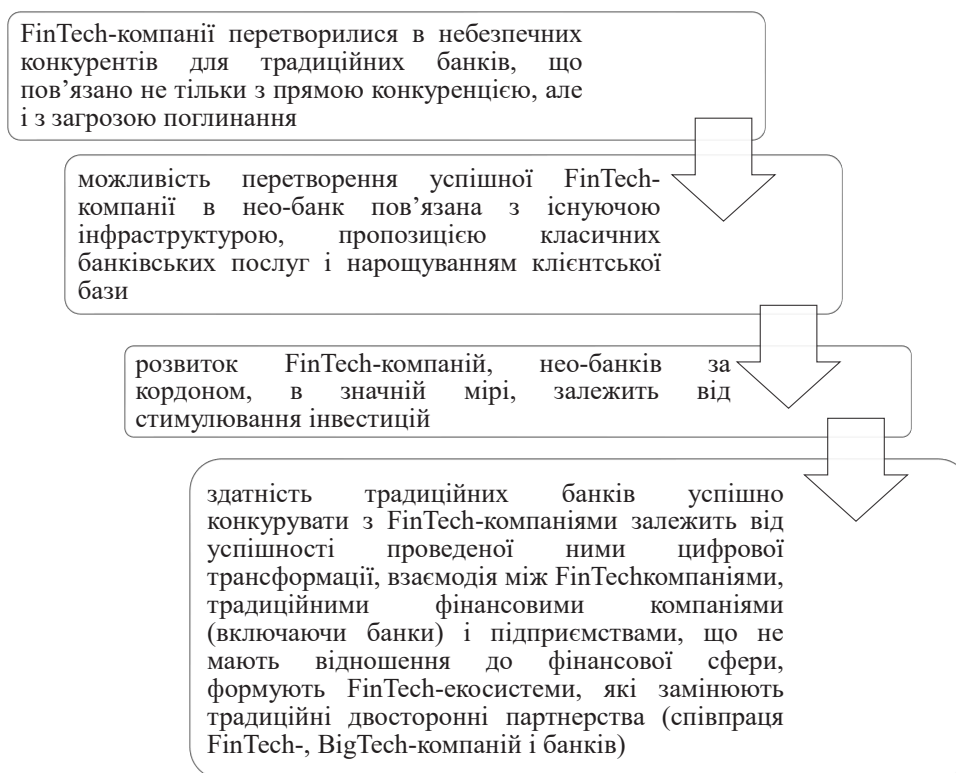 FinTech-компанії перетворилися в небезпечних
конкурентів для традиційних банків, що
пов’язано не тільки з прямою конкуренцією, але
і з загрозою поглинання
можливість перетворення успішної FinTech-
компанії в нео-банк пов’язана з існуючою
інфраструктурою, пропозицією класичних
банківських послуг і нарощуванням клієнтської
бази
розвиток FinTech-компаній, нео-банків за
кордоном, в значній мірі, залежить від
стимулювання інвестицій
здатність традиційних банків успішно
конкурувати з FinTech-компаніями залежить від
успішності проведеної ними цифрової
трансформації, взаємодія між FinTechкомпаніями,
традиційними фінансовими компаніями
(включаючи банки) і підприємствами, що не
мають відношення до фінансової сфери,
формують FinTech-екосистеми, які замінюють
традиційні двосторонні партнерства (співпраця
FinTech-, BigTech-компаній і банків)